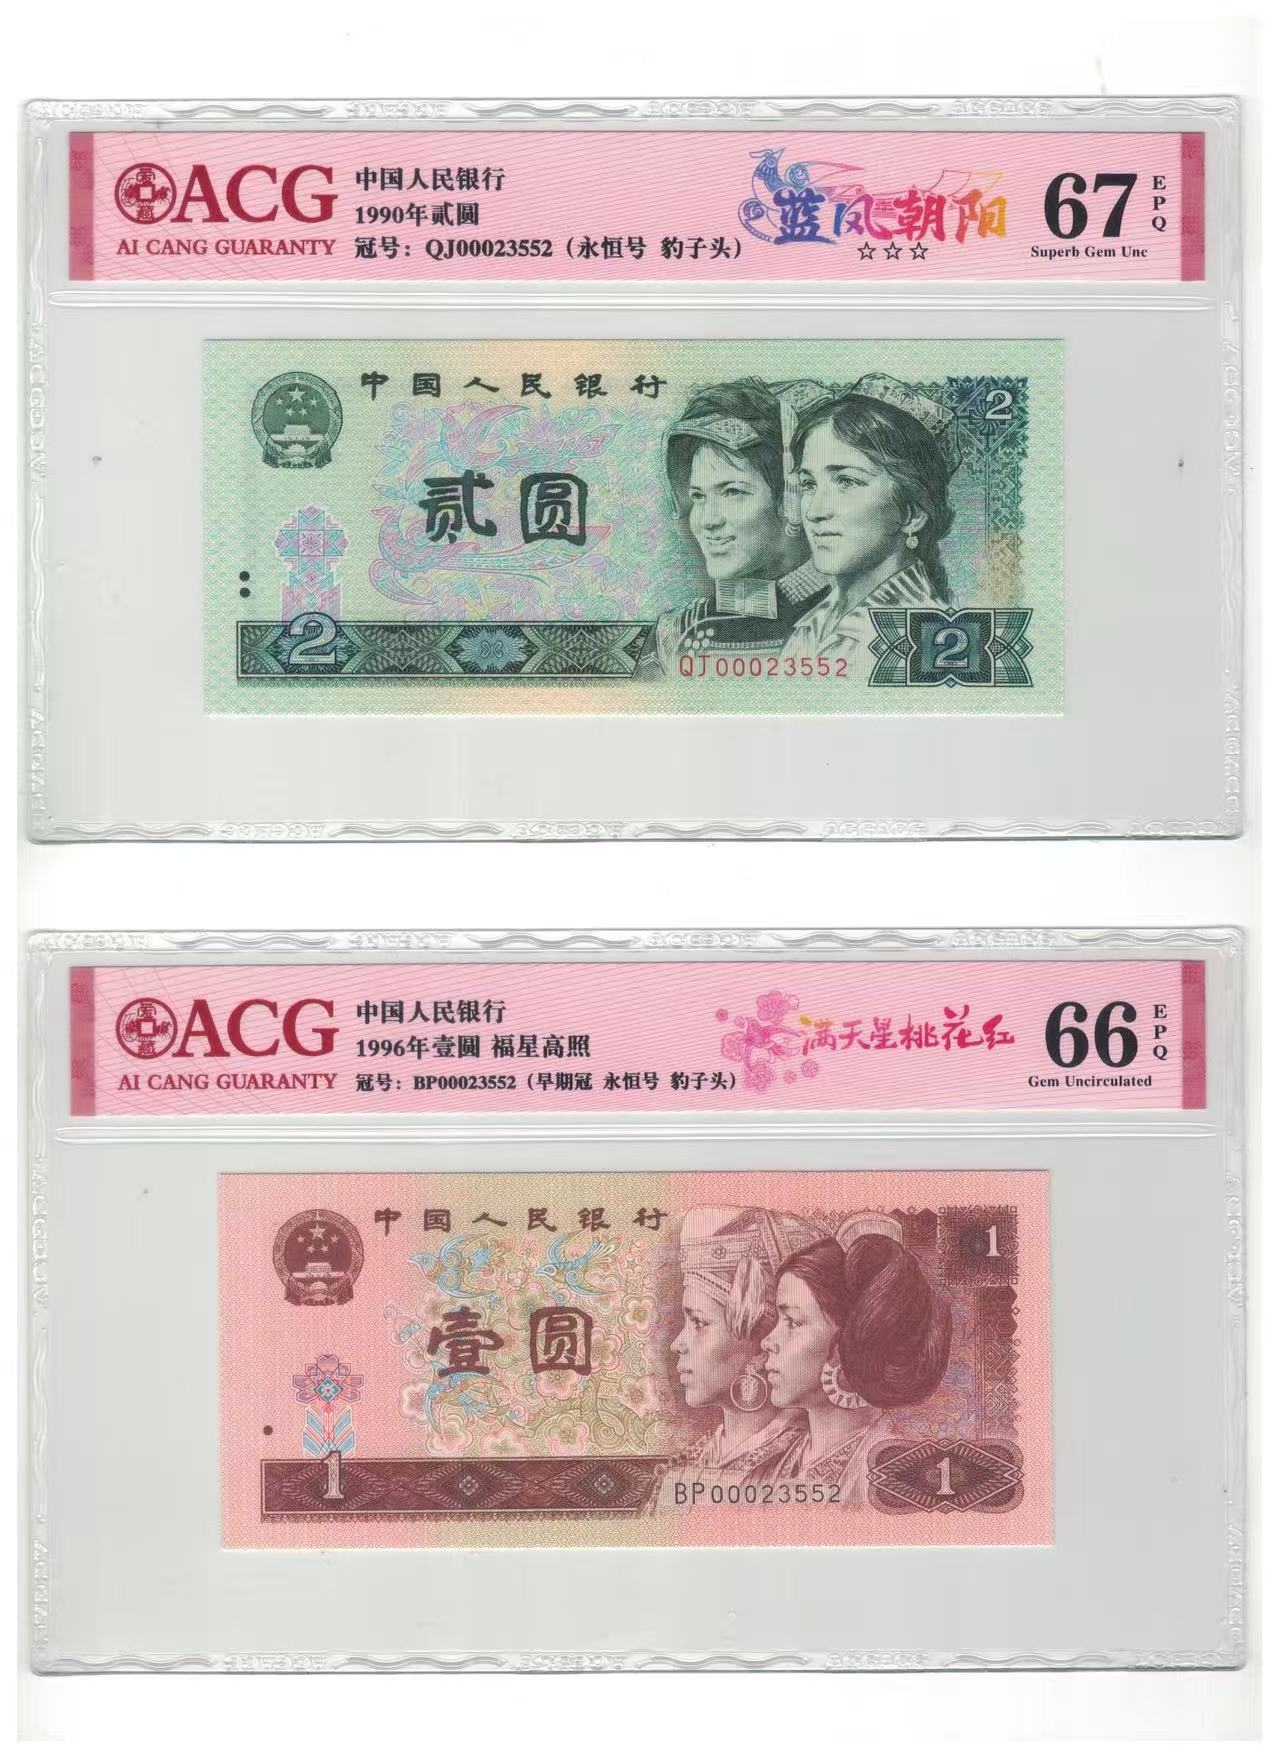 ACG
AI CANG GUARANTY
中国人民银行
1990年贰圆
冠号：QJ00023552（永恒号 豹子头）
蓝凤朝阳
☆☆☆
67
EPQ
Superb Gem Unc
中国人民银行
2
贰圆
2
QJ00023552
2
ACG
AI CANG GUARANTY
中国人民银行
1996年壹圆 福星高照
冠号：BP00023552（早期冠 永恒号 豹子头）
满天星桃花红
66
EPQ
Gem Uncirculated
中国人民银行
1
壹圆
1
BP00023552
1